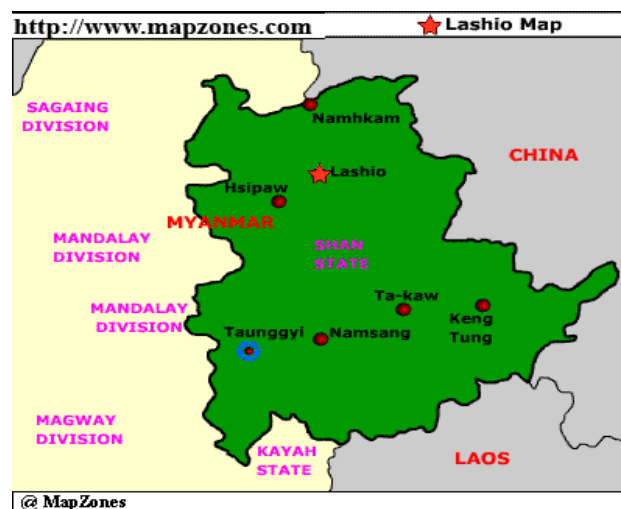 http://www.mapzones.com
Lashio Map
SAGAING
DIVISION
Namhkam
CHINA
Lashio
Hsipaw
MYANMAR
MANDALAY
DIVISION
SHAN
STATE
MANDALAY
DIVISION
Ta-kaw
Keng
Tung
Taunggyi
Namsang
MAGWAY
DIVISION
KAYAH
STATE
LAOS
@ MapZones